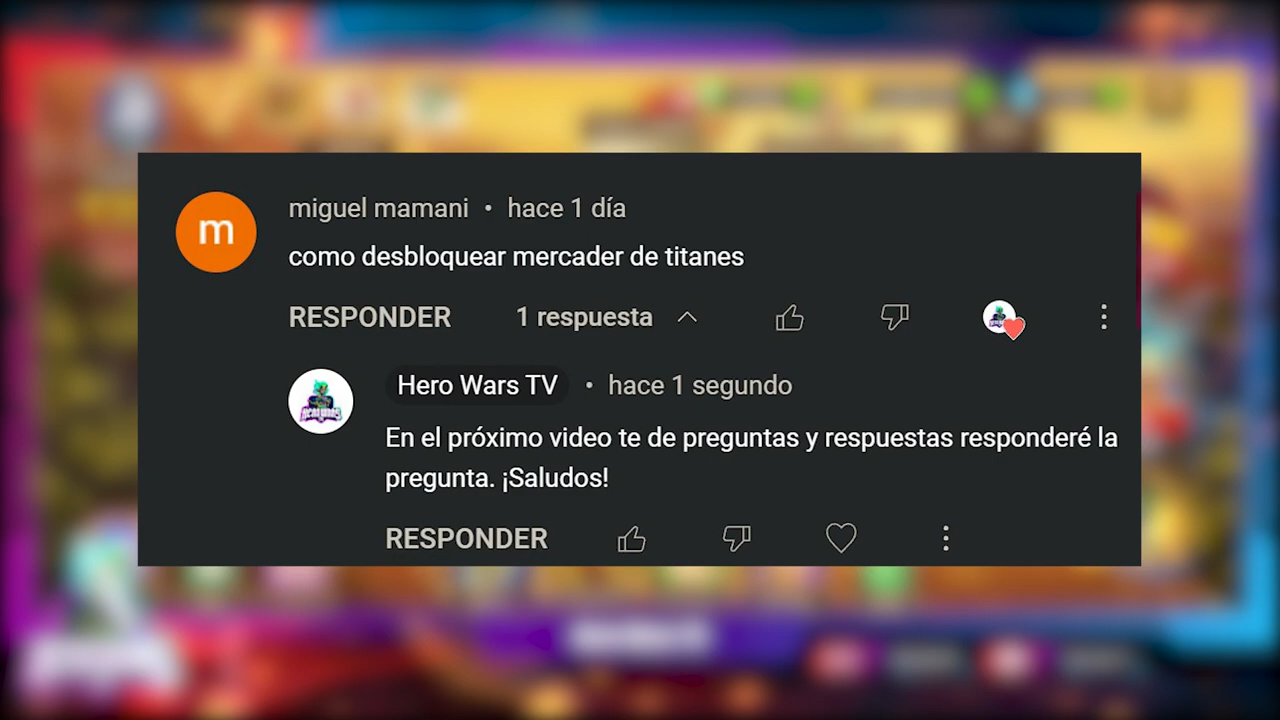 m
miguel mamani • hace 1 día
como desbloquear mercader de titanes
RESPONDER 1 respuesta
Hero Wars TV • hace 1 segundo
En el próximo video te de preguntas y respuestas responderé la
pregunta. ¡Saludos!
RESPONDER